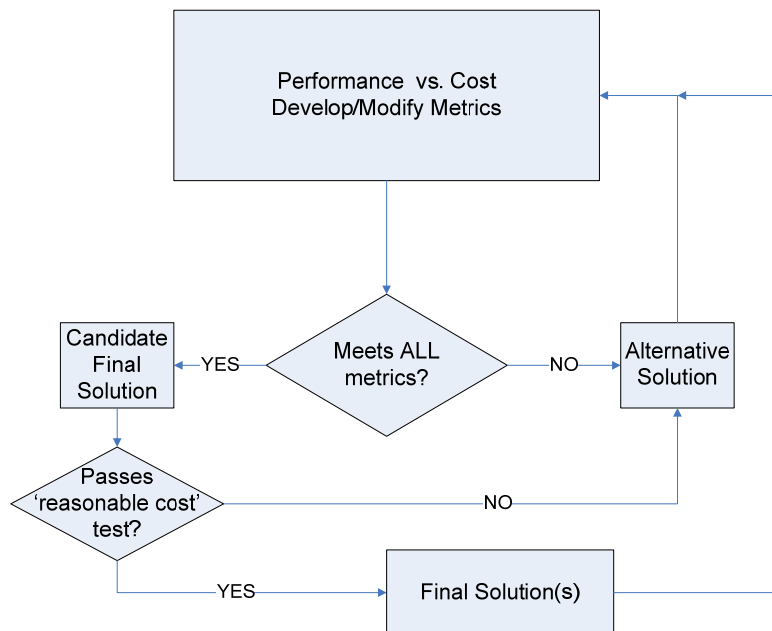 Performance vs. Cost
Develop/Modify Metrics
Candidate
Final
Solution
YES
Meets ALL
metrics?
NO
Alternative
Solution
Passes
‘reasonable cost’
test?
NO
YES
Final Solution(s)